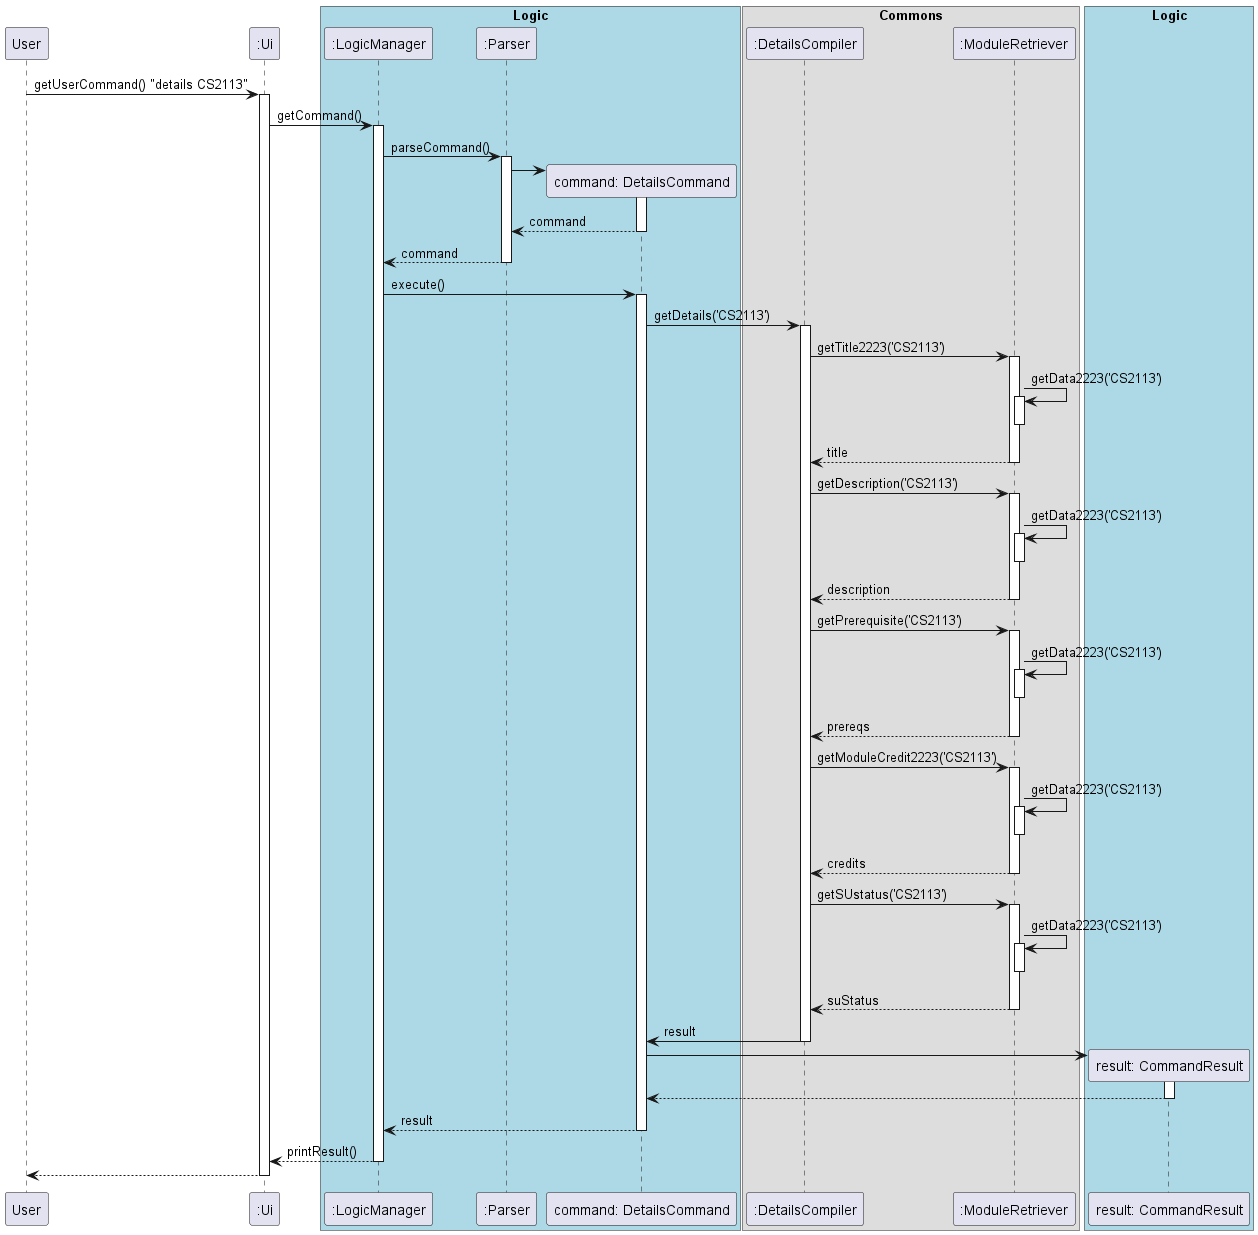 Logic
Commons
Logic
User
:Ui
:LogicManager
:Parser
:DetailsCompiler
:ModuleRetriever
getUserCommand() "details CS2113"
getCommand()
parseCommand()
command: DetailsCommand
command
command
execute()
getDetails('CS2113')
getTitle2223('CS2113')
getData2223('CS2113')
title
getDescription('CS2113')
getData2223('CS2113')
description
getPrerequisite('CS2113')
getData2223('CS2113')
prereqs
getModuleCredit2223('CS2113')
getData2223('CS2113')
credits
getSUstatus('CS2113')
getData2223('CS2113')
suStatus
result
result: CommandResult
result
printResult()
User
:Ui
:LogicManager
:Parser
command: DetailsCommand
:DetailsCompiler
:ModuleRetriever
result: CommandResult